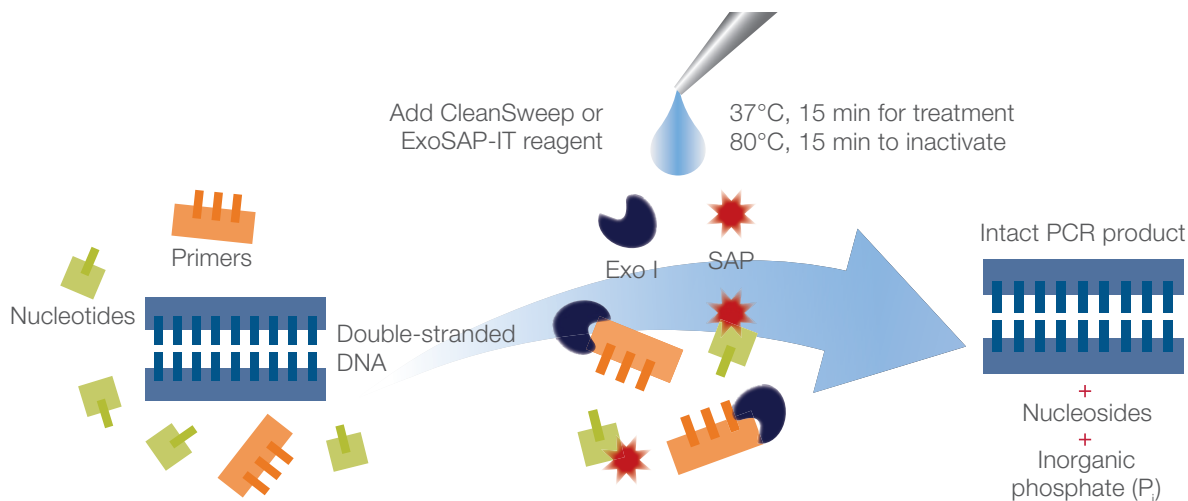 Add CleanSweep or
ExoSAP-IT reagent
37°C, 15 min for treatment
80°C, 15 min to inactivate
Primers
Nucleotides
Double-stranded
DNA
Exo I
SAP
Intact PCR product
+
Nucleosides
+
Inorganic
phosphate (Pi)